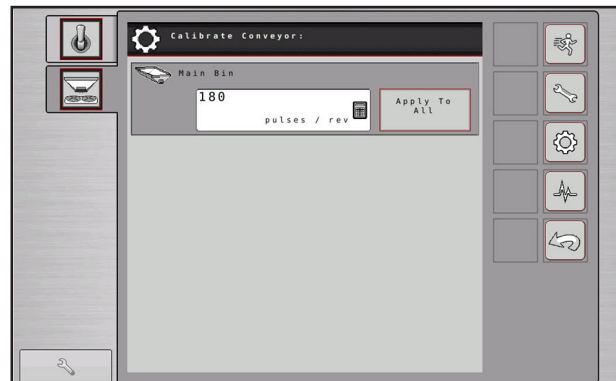 Calibrate Conveyor:
Main Bin
180
pulses / rev
Apply To
All